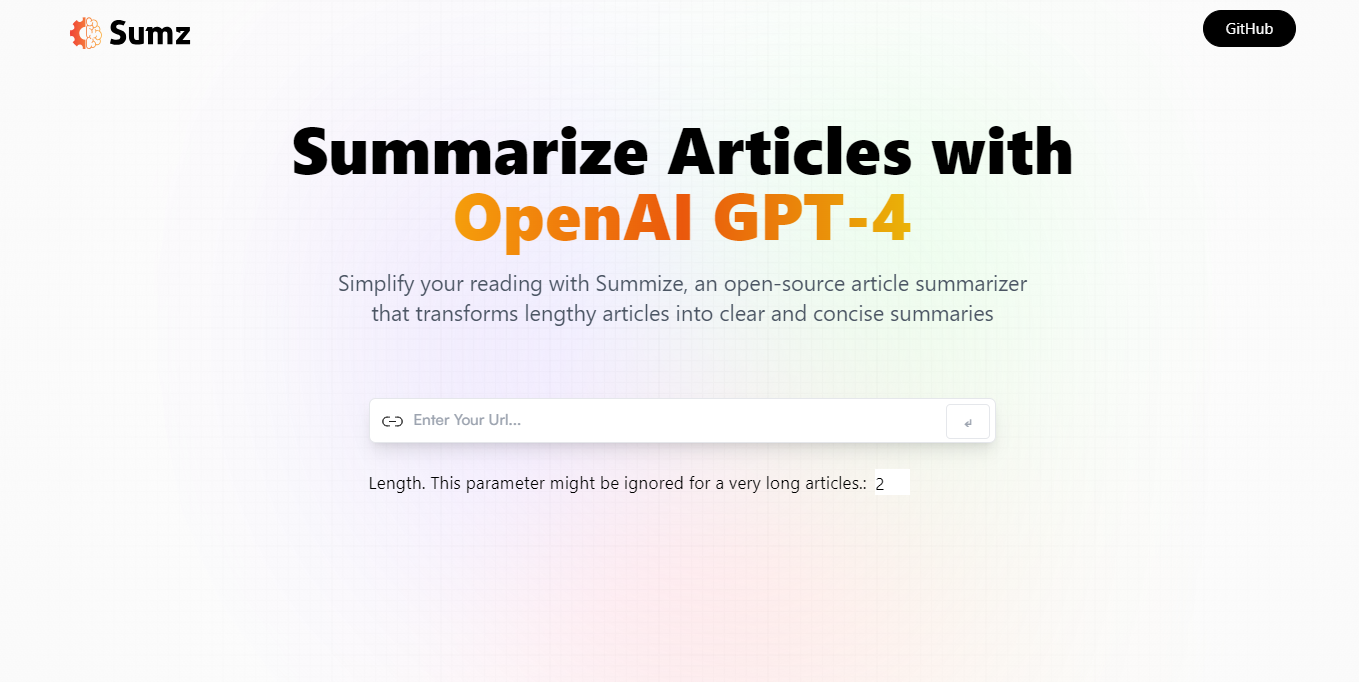 Sumz
GitHub
Summarize Articles with
OpenAI GPT-4
Simplify your reading with Summize, an open-source article summarizer
that transforms lengthy articles into clear and concise summaries
Enter Your Url...
Length. This parameter might be ignored for a very long articles.: 2